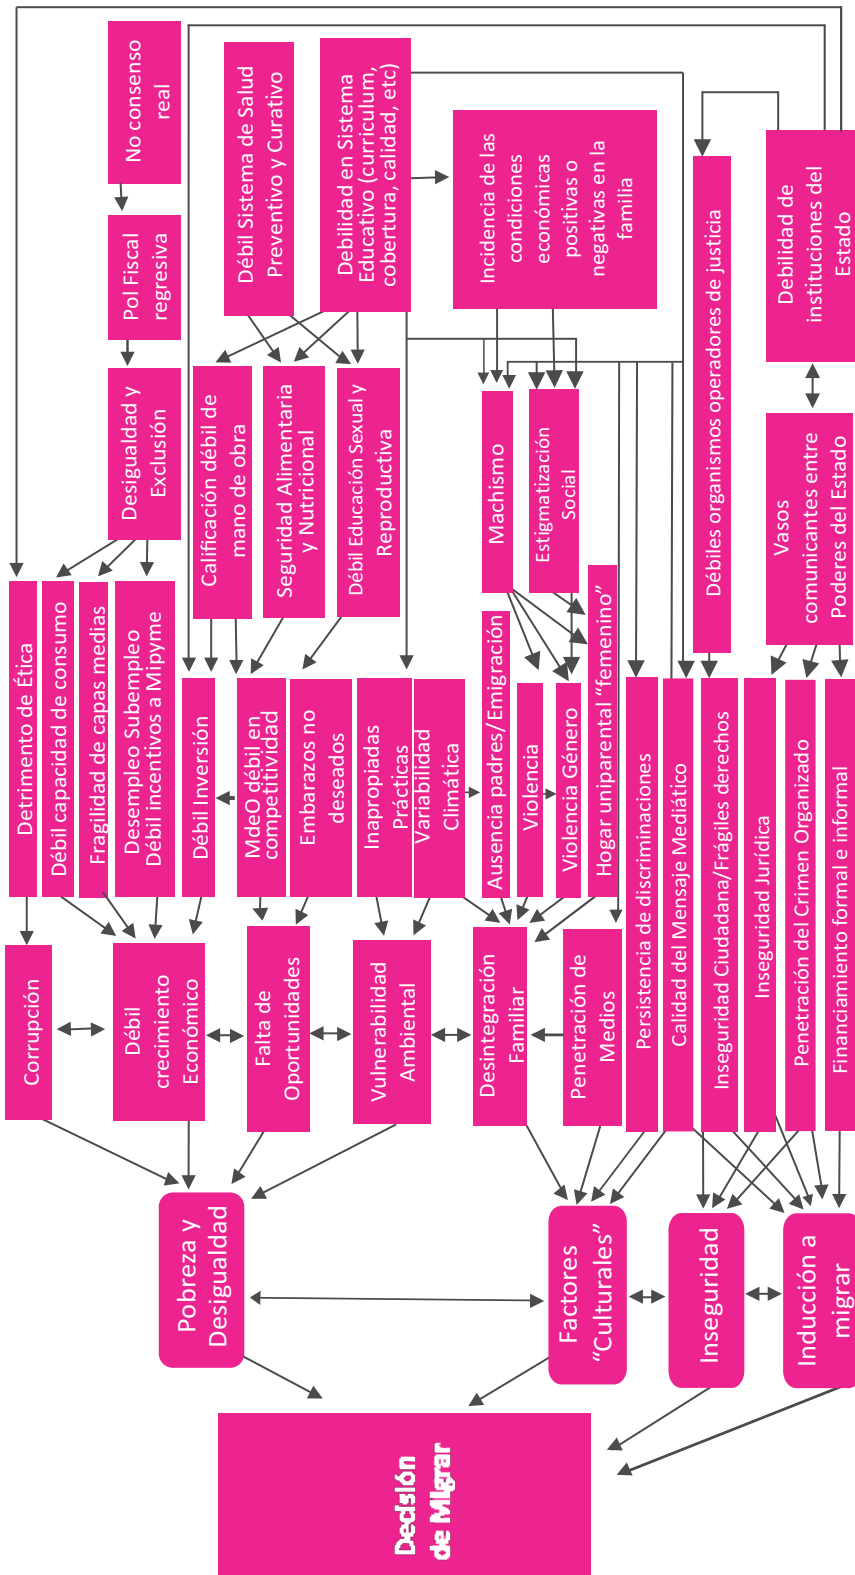 Decisión
de Migrar
Pobreza y
Desigualdad
Factores
“Culturales”
Inseguridad
Inducción a
migrar
Corrupción
Débil
crecimiento
Económico
Falta de
Oportunidades
Vulnerabilidad
Ambiental
Desintegración
Familiar
Penetración de
Medios
Detrimento de Ética
Débil capacidad de consumo
Fragilidad de capas medias
Desempleo Subempleo
Débil incentivos a Mipyme
Débil Inversión
MdeO débil en
competitividad
Embarazos no
deseados
Inapropiadas
Prácticas
Variabilidad
Climática
Ausencia padres/Emigración
Violencia
Violencia Género
Hogar uniparental “femenino”
Persistencia de discriminaciones
Calidad del Mensaje Mediático
Inseguridad Ciudadana/Frágiles derechos
Inseguridad Jurídica
Penetración del Crimen Organizado
Financiamiento formal e informal
Desigualdad y
Exclusión
Calificación débil de
mano de obra
Seguridad Alimentaria
y Nutricional
Débil Educación Sexual y
Reproductiva
Machismo
Estigmatización
Social
Débiles organismos operadores de justicia
Vasos
comunicantes entre
Poderes del Estado
Pol Fiscal
regresiva
No consenso
real
Débil Sistema de Salud
Preventivo y Curativo
Debilidad en Sistema
Educativo (curriculum,
cobertura, calidad, etc)
Incidencia de las
condiciones
económicas
positivas o
negativas en la
familia
Debilidad de
instituciones del
Estado